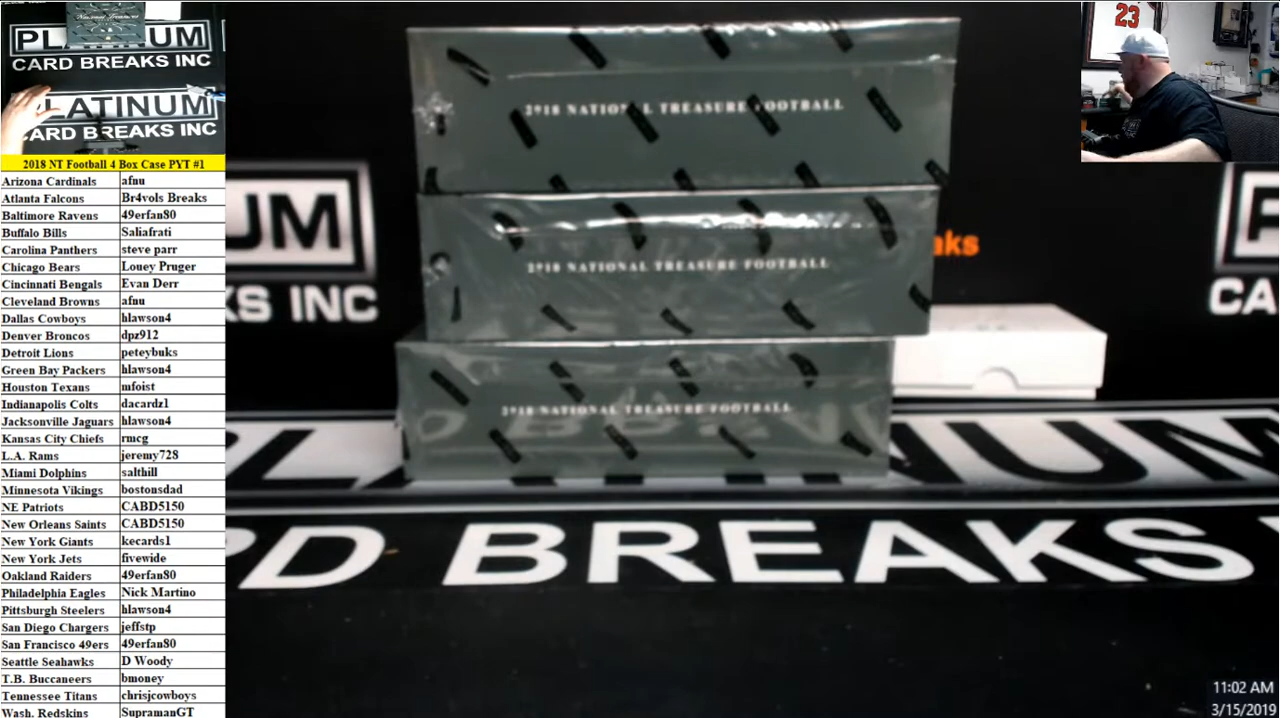 National Treasures
PLATINUM
CARD BREAKS INC
PLATINUM
CARD BREAKS INC
23
2018 NT Football 4 Box Case PYT #1
Arizona Cardinals afnu
Atlanta Falcons Br4vols Breaks
Baltimore Ravens 49erfan80
Buffalo Bills Saliafrati
Carolina Panthers steve parr
Chicago Bears Louey Pruger
Cincinnati Bengals Evan Derr
Cleveland Browns afnu
Dallas Cowboys hlawson4
Denver Broncos dpz912
Detroit Lions peteybuks
Green Bay Packers hlawson4
Houston Texans mfoist
Indianapolis Colts dacardz1
Jacksonville Jaguars hlawson4
Kansas City Chiefs rmcg
L.A. Rams jeremy728
Miami Dolphins salthill
Minnesota Vikings bostonsdad
NE Patriots CABD5150
New Orleans Saints CABD5150
New York Giants kecards1
New York Jets fivewide
Oakland Raiders 49erfan80
Philadelphia Eagles Nick Martino
Pittsburgh Steelers hlawson4
San Diego Chargers jeffstp
San Francisco 49ers 49erfan80
Seattle Seahawks D Woody
T.B. Buccaneers bmoney
Tennessee Titans chrisjcowboys
Wash. Redskins SupramanGT
2018 NATIONAL TREASURE FOOTBALL
2018 NATIONAL TREASURE FOOTBALL
2018 NATIONAL TREASURE FOOTBALL
UM
KS INC
aks
P
CA
LATINUM
RD BREAKS
11:02 AM
3/15/2019